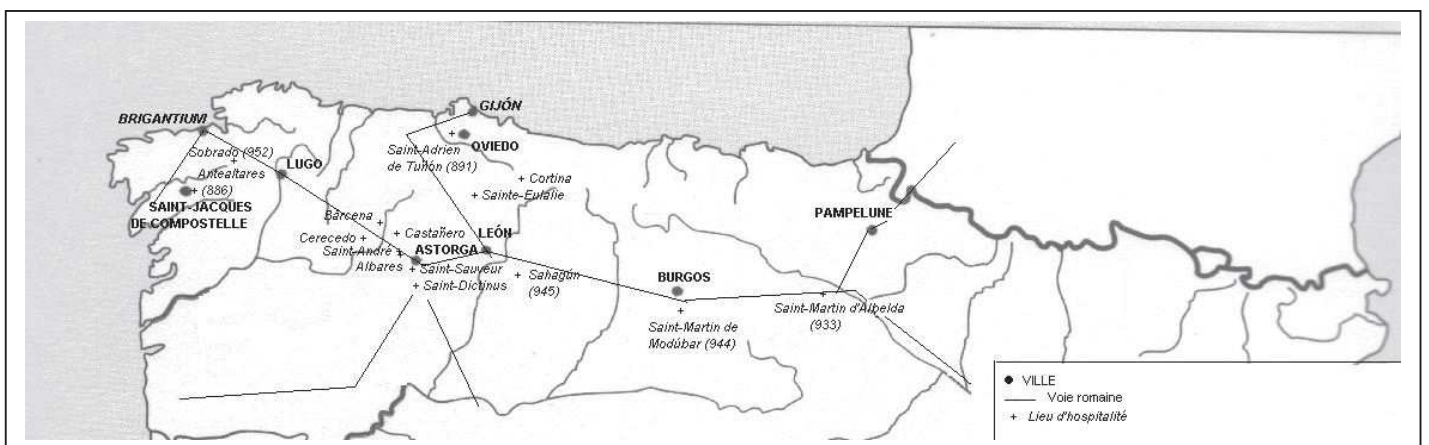 GIJÓN
BRIGANTIUM
OVIEDO
Saint-Adrien
de Tuñón (891)
Sobrado (952)
LUGO
Antealtares
(886)
Cortina
Sainte-Eulalie
SAINT-JACQUES
DE COMPOSTELLE
Bárcena
PAMPELUNE
Castañero
LEÓN
Cerecedo
Saint-André
ASTORGA
Albares
Saint-Sauveur
Sahagún
(945)
Saint-Dictinus
BURGOS
Saint-Martin d'Albelda
(933)
Saint-Martin de
Modúbar (944)
VILLE
Voie romaine
Lieu d'hospitalité